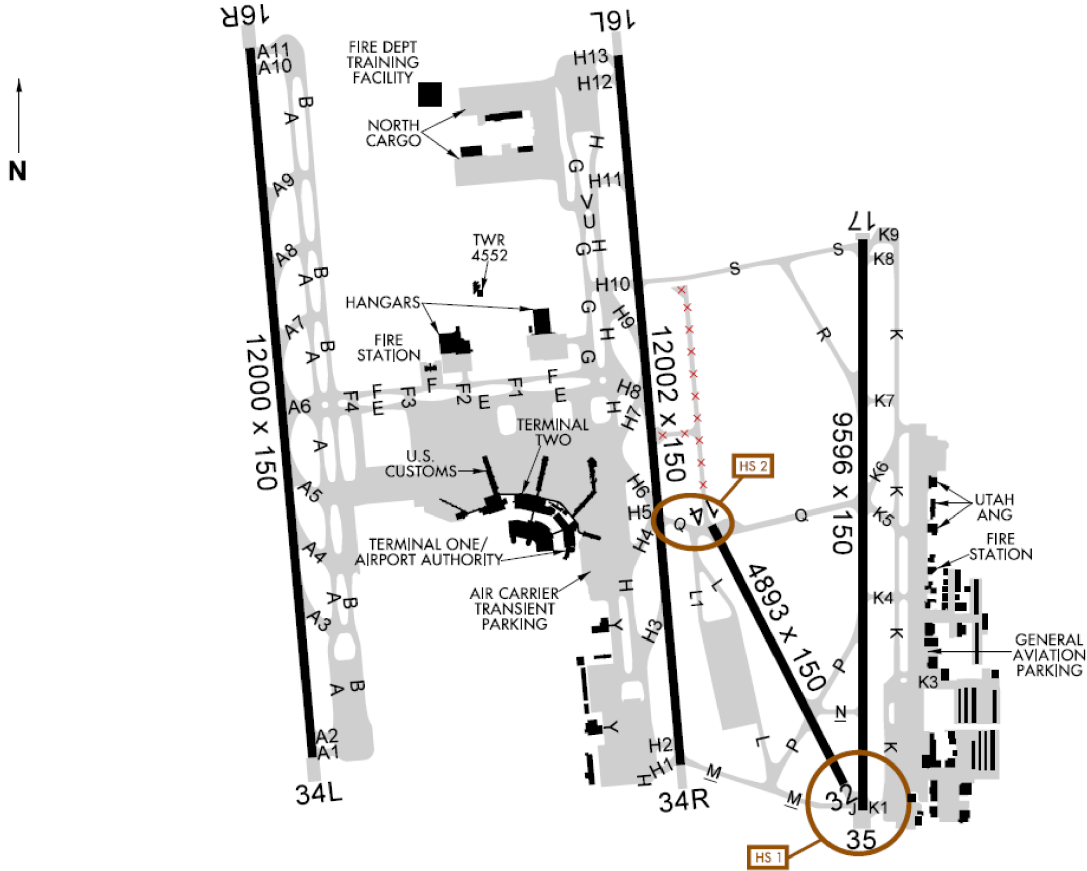 16R
16L
A11
A10
FIRE DEPT
TRAINING
FACILITY
H13
H12
B
A
N
NORTH
CARGO
H
G
A9
H11
V
U
17
K9
TWR
4552
G
H
S
S
K8
A8
B
A
H10
HANGARS
G
H9
A7
B
A
FIRE
STATION
H
G
R
K
12000 x 150
12002 x 150
F
F
F
F4
F3
F2
F1
E
E
E
H8
K7
A6
H
H7
9596 x 150
A
TERMINAL
TWO
U.S.
CUSTOMS
HS 2
K6
A5
H6
K
UTAH
ANG
H5
Q
14
Q
K5
TERMINAL ONE/
AIRPORT AUTHORITY
H4
FIRE
STATION
A4
4893 x 150
AIR CARRIER
TRANSIENT
PARKING
H
L
L1
K4
A
B
A3
Y
H3
K
GENERAL
AVIATION
PARKING
P
K3
A
B
N
Y
A2
A1
H2
H1
L
P
K
H
M
M
32
J
K1
34L
34R
35
HS 1